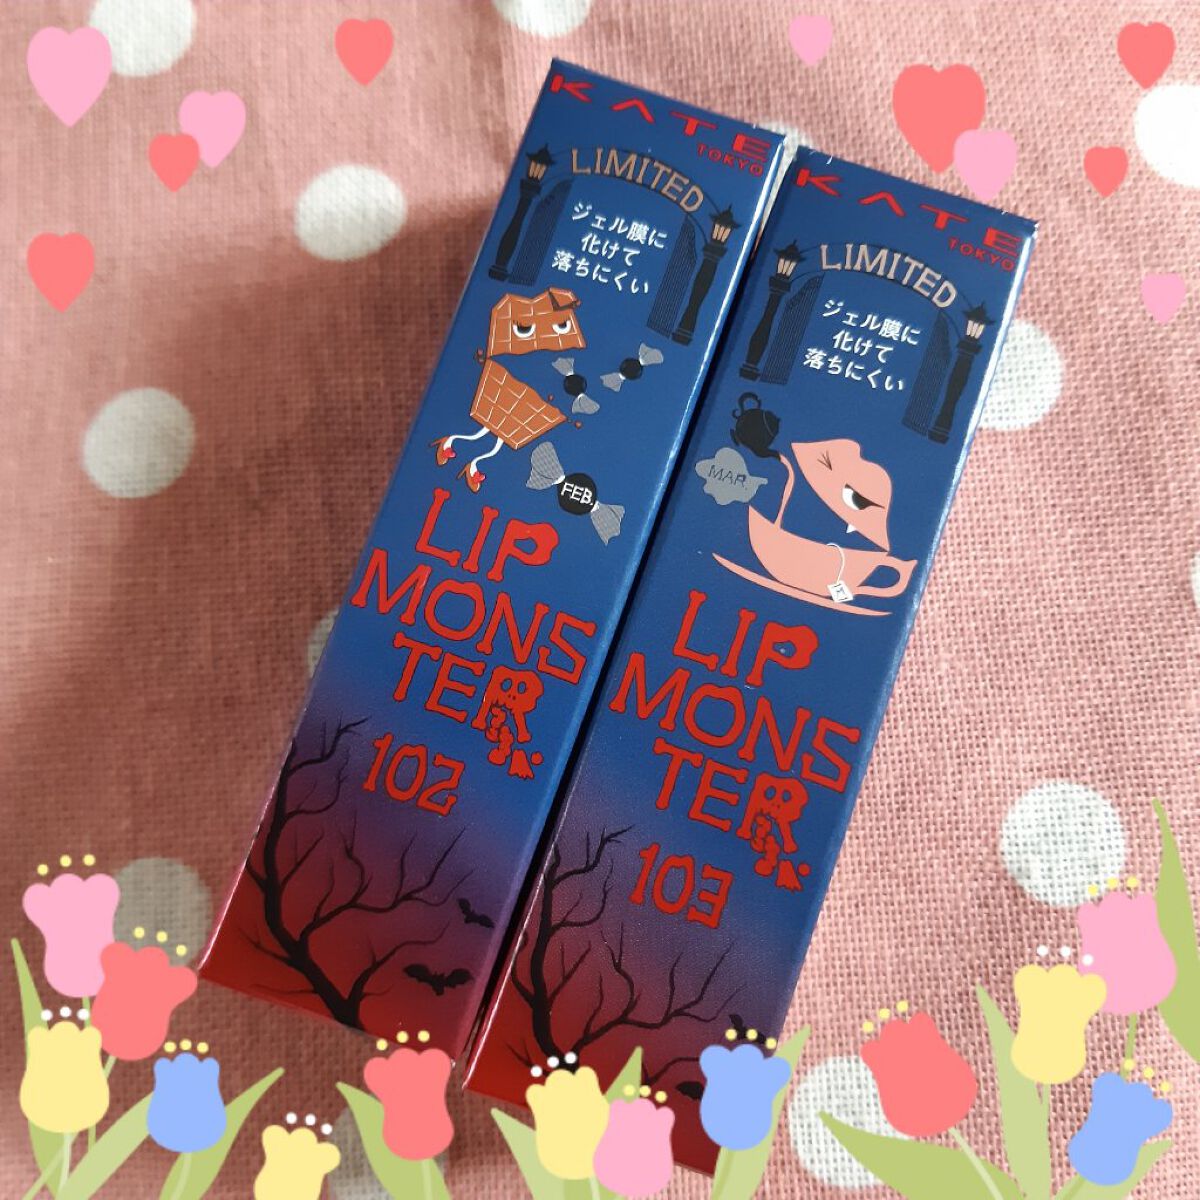 KATE
TOKYO
LIMITED
ジェル膜に
化けて
落ちにくい
FEB.
LIP
MONS
TER
102
KATE
TOKYO
LIMITED
ジェル膜に
化けて
落ちにくい
MAR.
LIP
MONS
TER
103